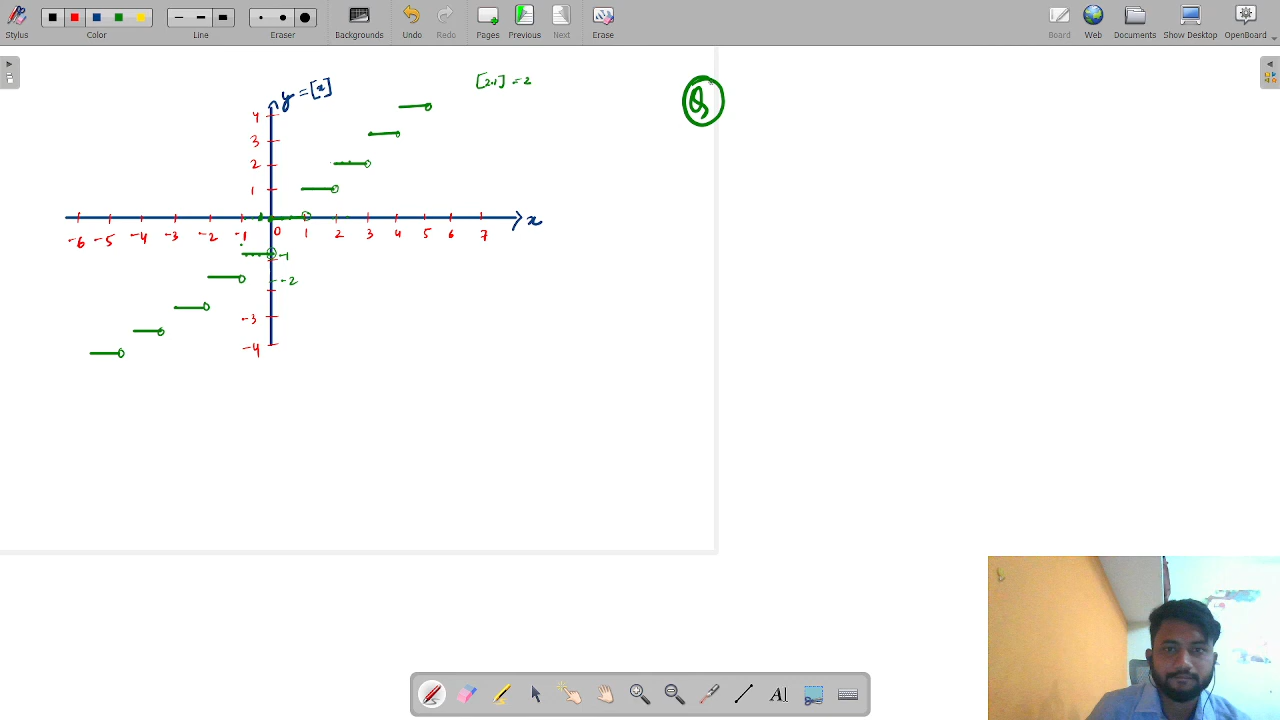 Stylus
Color
Line
Eraser
Backgrounds
Undo
Redo
Pages
Previous
Next
Erase
Board
Web
Documents
Show Desktop
OpenBoard
y = [x]
[2.1] = 2
Q
4
3
2
1
-6 -5 -4 -3 -2 -1 0 1 2 3 4 5 6 7 x
-1
-2
-3
-4
AI